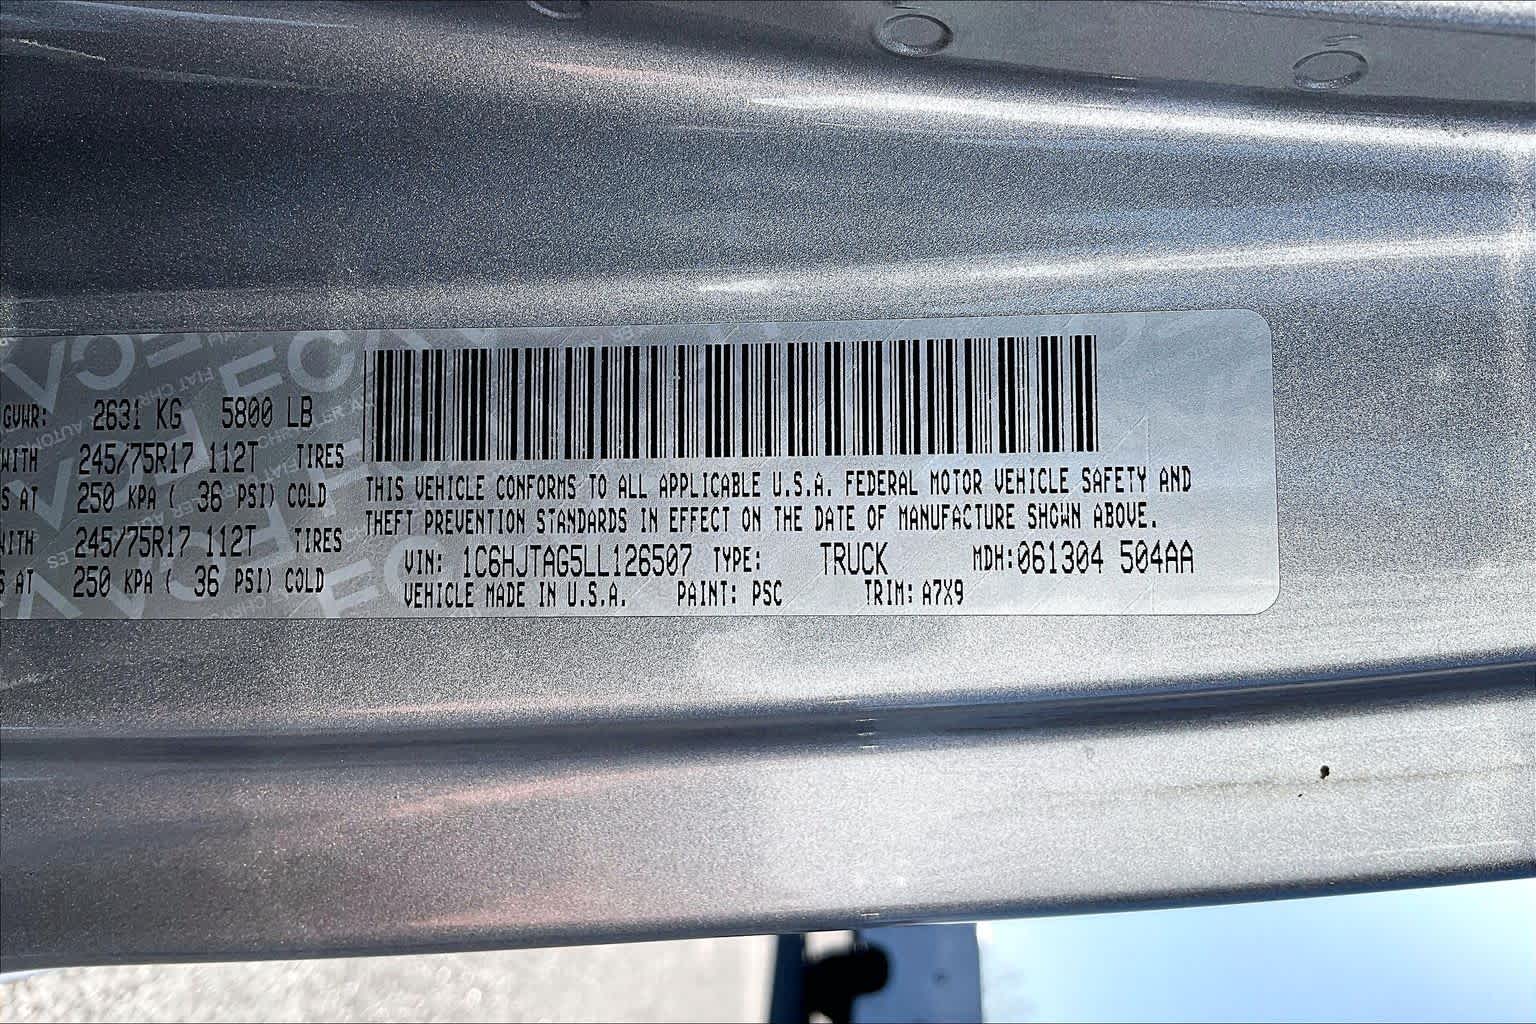 GVWR: 2631 KG 5800 LB
WITH 245/75R17 112T TIRES
S AT 250 KPA ( 36 PSI) COLD
WITH 245/75R17 112T TIRES
S AT 250 KPA ( 36 PSI) COLD
THIS VEHICLE CONFORMS TO ALL APPLICABLE U.S.A. FEDERAL MOTOR VEHICLE SAFETY AND
THEFT PREVENTION STANDARDS IN EFFECT ON THE DATE OF MANUFACTURE SHOWN ABOVE.
VIN: 1C6HJTAG5LL126507 TYPE: TRUCK MDH:061304 504AA
VEHICLE MADE IN U.S.A. PAINT: PSC TRIM: A7X9